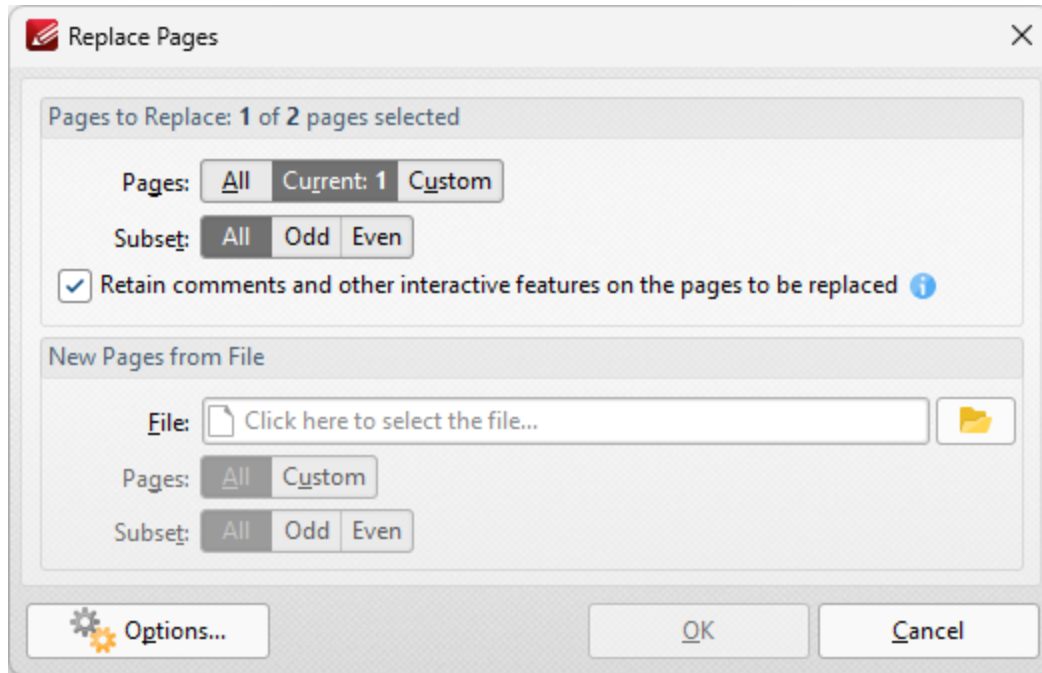 Replace Pages
Pages to Replace: 1 of 2 pages selected
Pages: All Current: 1 Custom
Subset: All Odd Even
Retain comments and other interactive features on the pages to be replaced
New Pages from File
File: Click here to select the file...
Pages: All Custom
Subset: All Odd Even
Options... OK Cancel